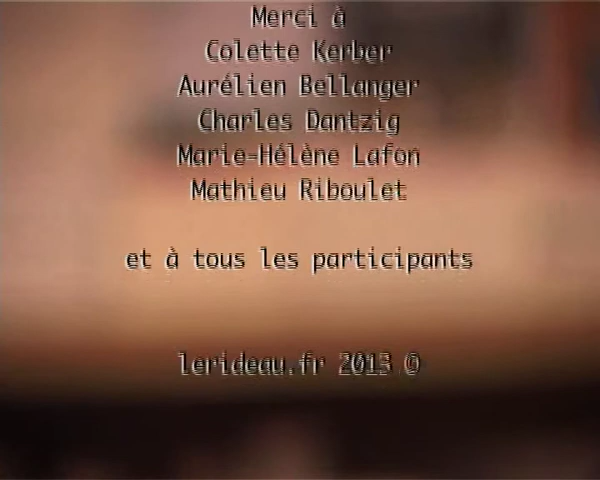 Merci à
Colette Kerber
Aurélien Bellanger
Charles Dantzig
Marie-Hélène Lafon
Mathieu Riboulet
et à tous les participants
lerideau.fr 2013 ©